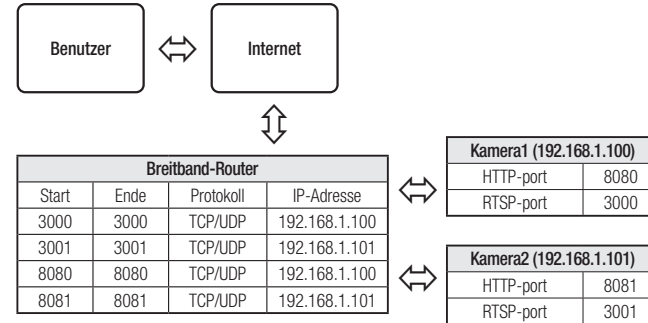 Benutzer
Internet
Breitband-Router
Start Ende Protokoll IP-Adresse
3000 3000 TCP/UDP 192.168.1.100
3001 3001 TCP/UDP 192.168.1.101
8080 8080 TCP/UDP 192.168.1.100
8081 8081 TCP/UDP 192.168.1.101
Kamera1 (192.168.1.100)
HTTP-port 8080
RTSP-port 3000
Kamera2 (192.168.1.101)
HTTP-port 8081
RTSP-port 3001